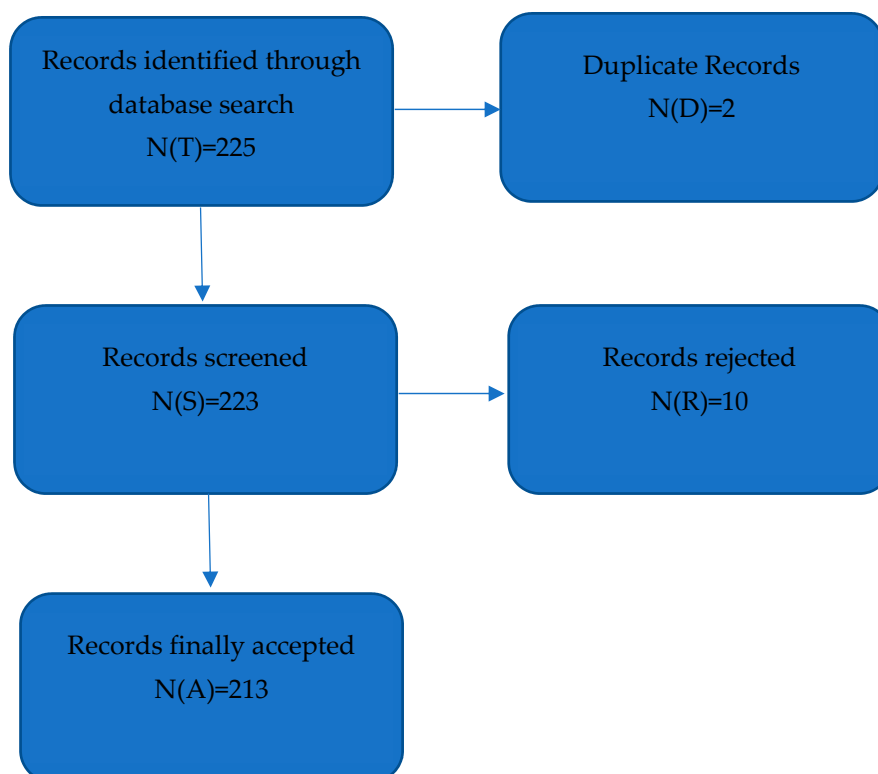 Records identified through
database search
N(T)=225
Duplicate Records
N(D)=2
Records screened
N(S)=223
Records rejected
N(R)=10
Records finally accepted
N(A)=213